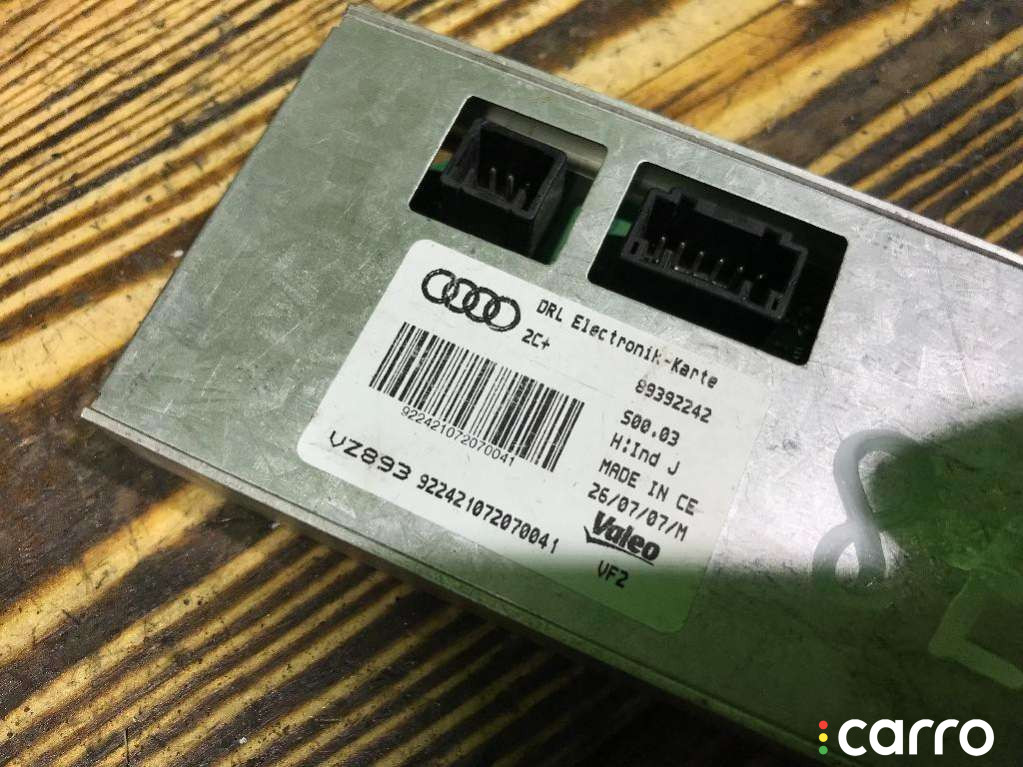 DRL Electronik-Karte
2C+
89392242
S00.03
H:Ind J
MADE IN CE
26/07/07/M
Valeo
VF2
922421072070041
VZ893 922421072070041
carro